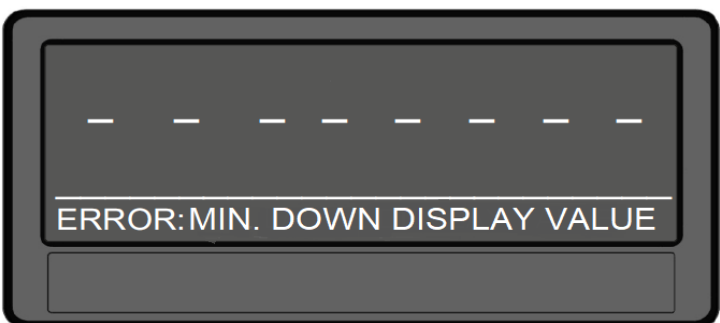 – – – – – – – –
ERROR:MIN. DOWN DISPLAY VALUE